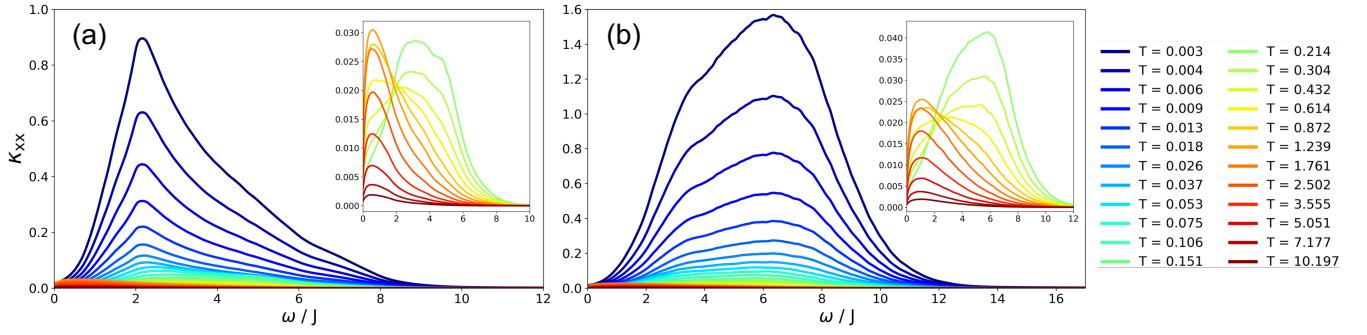 (a)
κxx
1.0
0.8
0.6
0.4
0.2
0.0
0 2 4 6 8 10 12
ω / J
0.030
0.025
0.020
0.015
0.010
0.005
0.000
0 2 4 6 8 10
(b)
1.6
1.4
1.2
1.0
0.8
0.6
0.4
0.2
0.0
0 2 4 6 8 10 12 14 16
ω / J
0.040
0.035
0.030
0.025
0.020
0.015
0.010
0.005
0.000
0 2 4 6 8 10 12
T = 0.003
T = 0.004
T = 0.006
T = 0.009
T = 0.013
T = 0.018
T = 0.026
T = 0.037
T = 0.053
T = 0.075
T = 0.106
T = 0.151
T = 0.214
T = 0.304
T = 0.432
T = 0.614
T = 0.872
T = 1.239
T = 1.761
T = 2.502
T = 3.555
T = 5.051
T = 7.177
T = 10.197